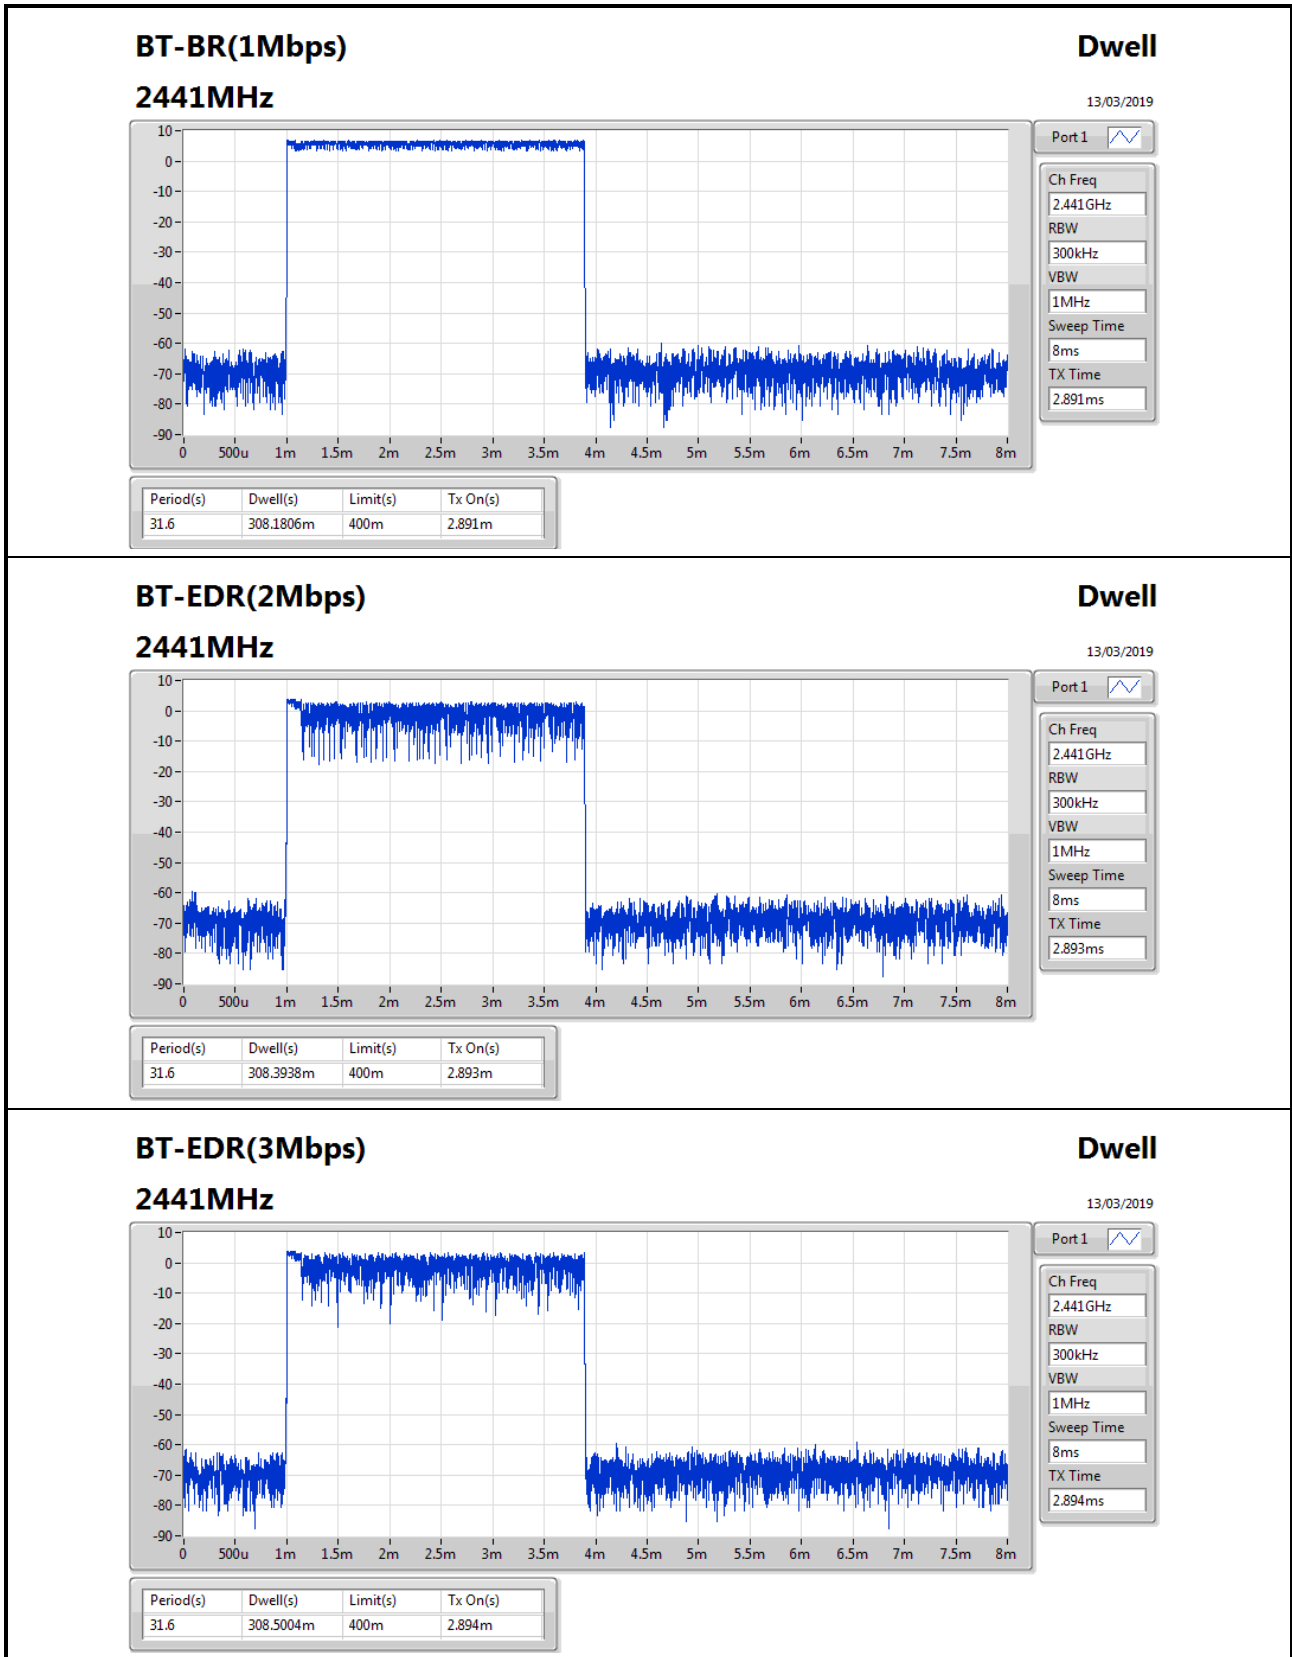 BT-BR(1Mbps) Dwell
2441MHz 13/03/2019
10
0
-10
-20
-30
-40
-50
-60
-70
-80
-90
0 500u 1m 1.5m 2m 2.5m 3m 3.5m 4m 4.5m 5m 5.5m 6m 6.5m 7m 7.5m 8m
Port 1
Ch Freq
2.441GHz
RBW
300kHz
VBW
1MHz
Sweep Time
8ms
TX Time
2.891ms
Period(s) Dwell(s) Limit(s) Tx On(s)
31.6 308.1806m 400m 2.891m
BT-EDR(2Mbps) Dwell
2441MHz 13/03/2019
10
0
-10
-20
-30
-40
-50
-60
-70
-80
-90
0 500u 1m 1.5m 2m 2.5m 3m 3.5m 4m 4.5m 5m 5.5m 6m 6.5m 7m 7.5m 8m
Port 1
Ch Freq
2.441GHz
RBW
300kHz
VBW
1MHz
Sweep Time
8ms
TX Time
2.893ms
Period(s) Dwell(s) Limit(s) Tx On(s)
31.6 308.3938m 400m 2.893m
BT-EDR(3Mbps) Dwell
2441MHz 13/03/2019
10
0
-10
-20
-30
-40
-50
-60
-70
-80
-90
0 500u 1m 1.5m 2m 2.5m 3m 3.5m 4m 4.5m 5m 5.5m 6m 6.5m 7m 7.5m 8m
Port 1
Ch Freq
2.441GHz
RBW
300kHz
VBW
1MHz
Sweep Time
8ms
TX Time
2.894ms
Period(s) Dwell(s) Limit(s) Tx On(s)
31.6 308.5004m 400m 2.894m